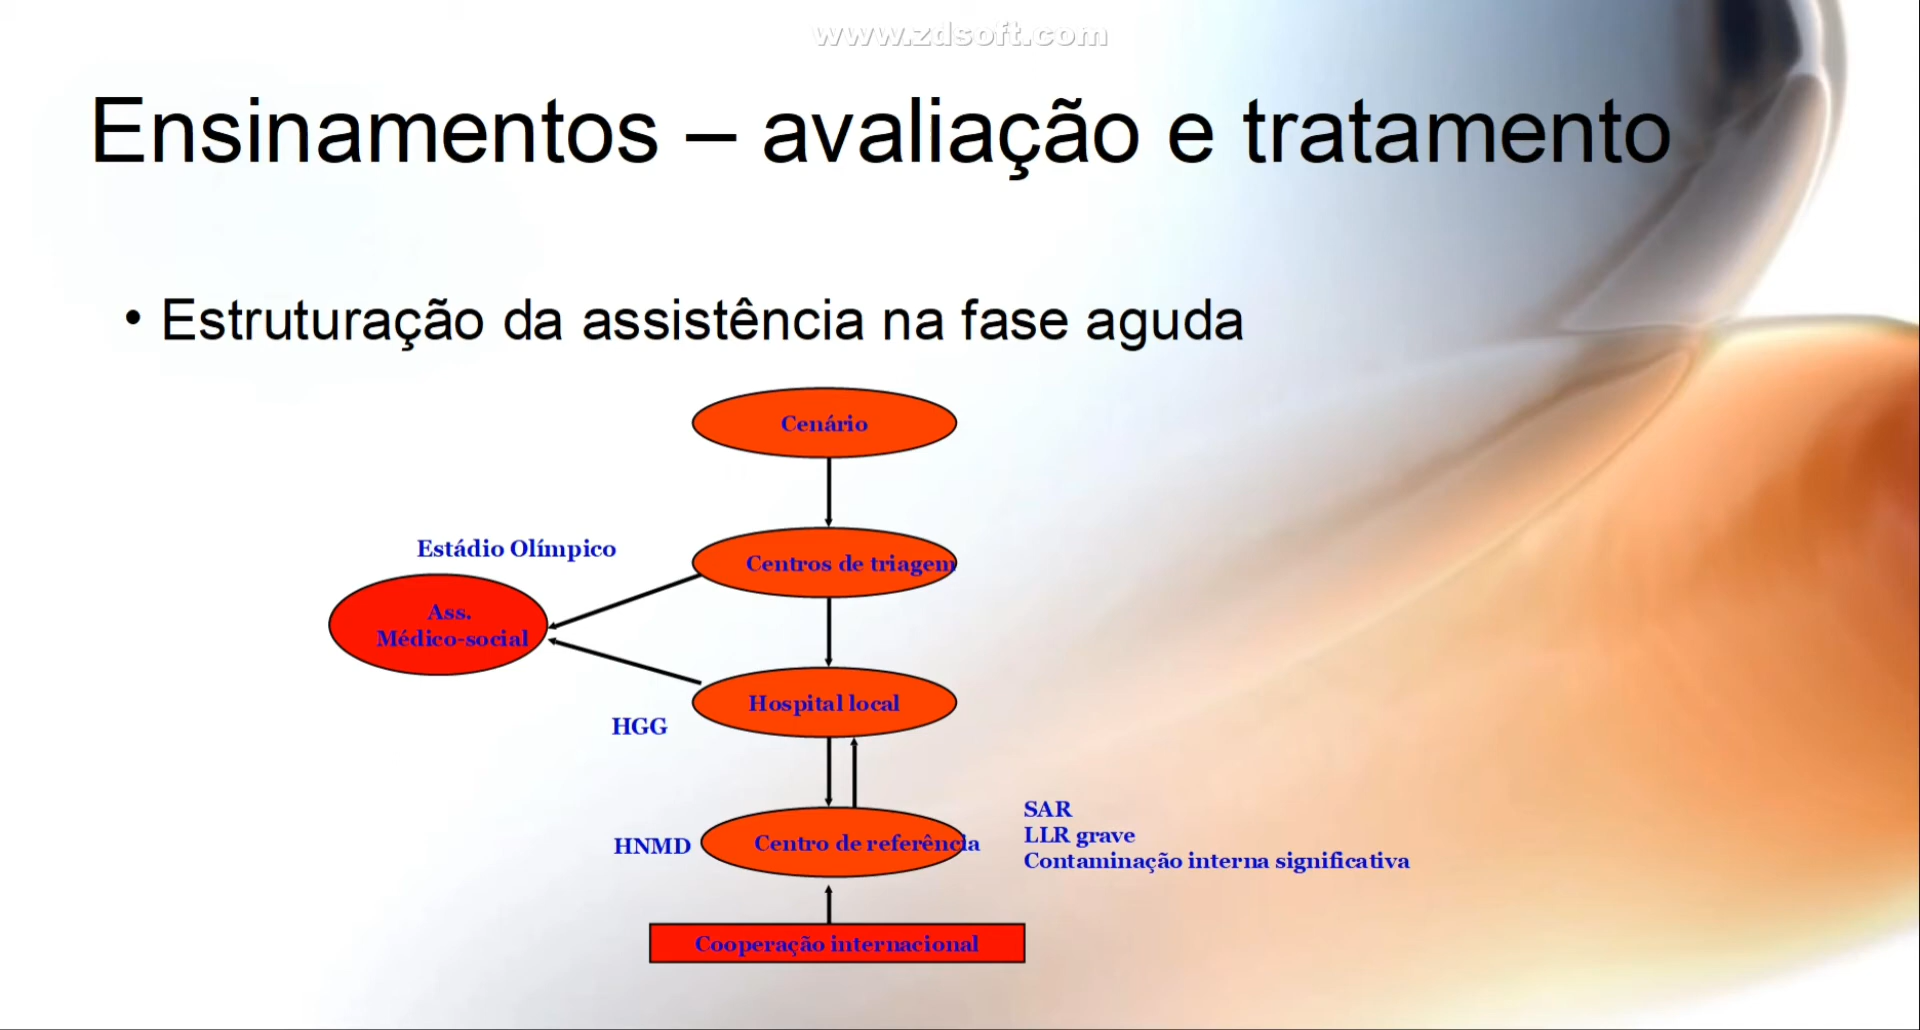 www.zdsoft.com
Ensinamentos – avaliação e tratamento
• Estruturação da assistência na fase aguda
Cenário
Estádio Olímpico
Centros de triagem
Ass.
Médico-social
Hospital local
HGG
HNMD
Centro de referência
SAR
LLR grave
Contaminação interna significativa
Cooperação internacional